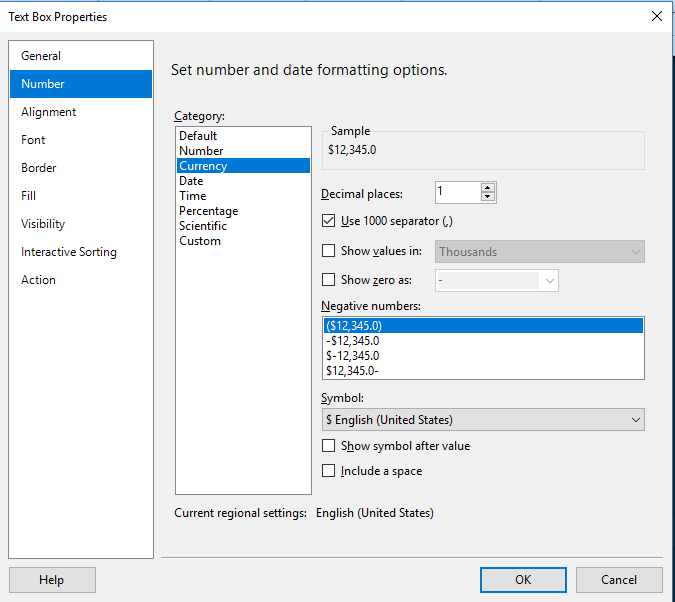 Text Box Properties
General
Number
Alignment
Font
Border
Fill
Visibility
Interactive Sorting
Action
Set number and date formatting options.
Category:
Default
Number
Currency
Date
Time
Percentage
Scientific
Custom
Sample
$12,345.0
Decimal places:
1
Use 1000 separator (,)
Show values in:
Thousands
Show zero as:
-
Negative numbers:
($12,345.0)
-$12,345.0
$-12,345.0
$12,345.0-
Symbol:
$ English (United States)
Show symbol after value
Include a space
Current regional settings: English (United States)
Help
OK
Cancel